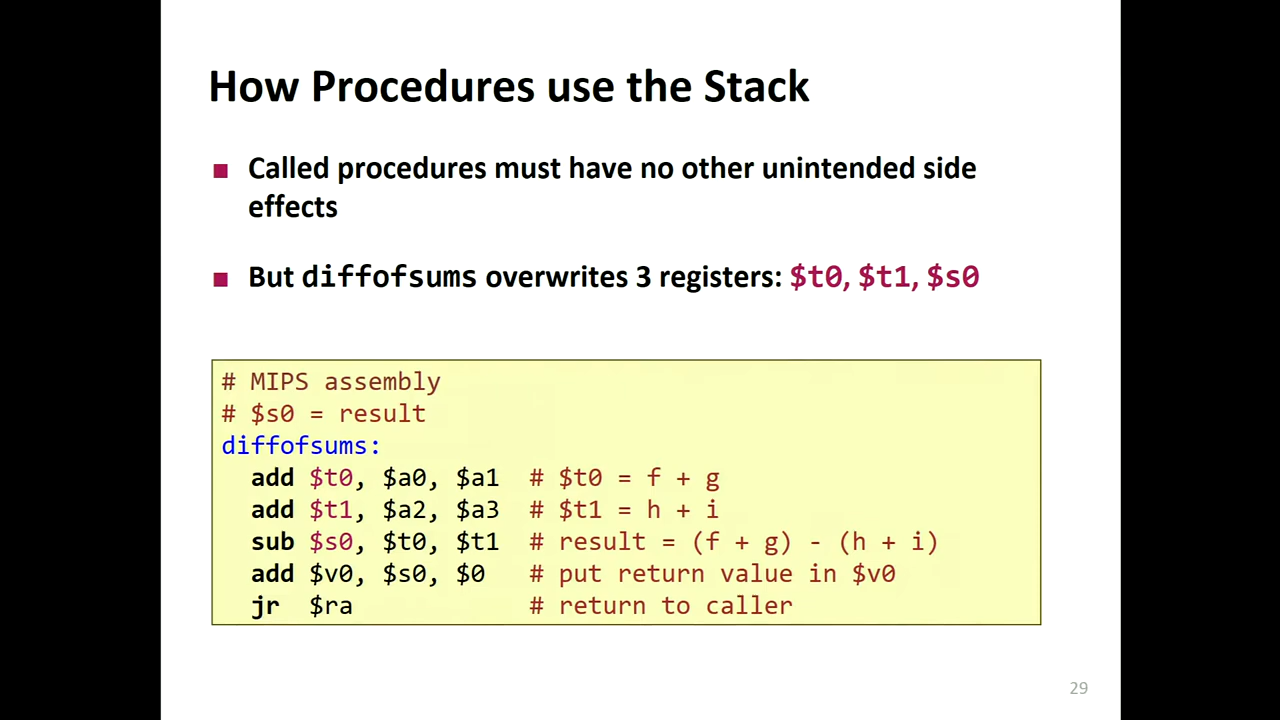 How Procedures use the Stack
Called procedures must have no other unintended side
effects
But diffofsums overwrites 3 registers: $t0, $t1, $s0
# MIPS assembly
# $s0 = result
diffofsums:
add $t0, $a0, $a1 # $t0 = f + g
add $t1, $a2, $a3 # $t1 = h + i
sub $s0, $t0, $t1 # result = (f + g) - (h + i)
add $v0, $s0, $0 # put return value in $v0
jr $ra # return to caller
29